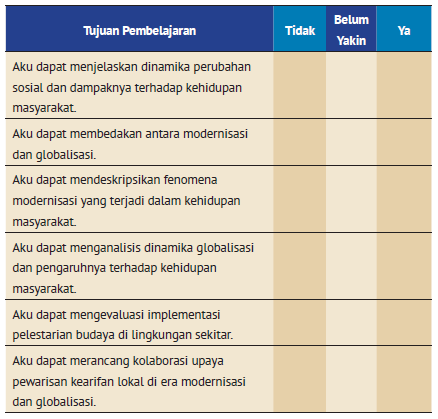 Tujuan Pembelajaran
Tidak
Belum
Yakin
Ya
Aku dapat menjelaskan dinamika perubahan
sosial dan dampaknya terhadap kehidupan
masyarakat.
Aku dapat membedakan antara modernisasi
dan globalisasi.
Aku dapat mendeskripsikan fenomena
modernisasi yang terjadi dalam kehidupan
masyarakat.
Aku dapat menganalisis dinamika globalisasi
dan pengaruhnya terhadap kehidupan
masyarakat.
Aku dapat mengevaluasi implementasi
pelestarian budaya di lingkungan sekitar.
Aku dapat merancang kolaborasi upaya
pewarisan kearifan lokal di era modernisasi
dan globalisasi.